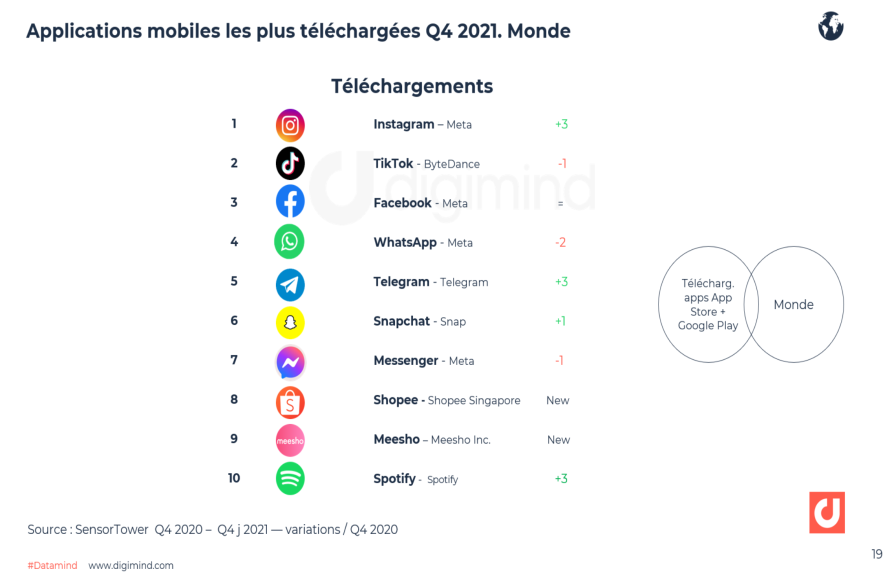 Applications mobiles les plus téléchargées Q4 2021. Monde
Téléchargements
1 Instagram – Meta +3
2 TikTok - ByteDance -1
3 Facebook - Meta =
4 WhatsApp - Meta -2
5 Telegram - Telegram +3
6 Snapchat - Snap +1
7 Messenger - Meta -1
8 Shopee - Shopee Singapore New
9 meesho Meesho – Meesho Inc. New
10 Spotify - Spotify +3
digimind
Télécharg.
apps App
Store +
Google Play
Monde
Source : SensorTower Q4 2020 – Q4 j 2021 — variations / Q4 2020
19
#Datamind www.digimind.com